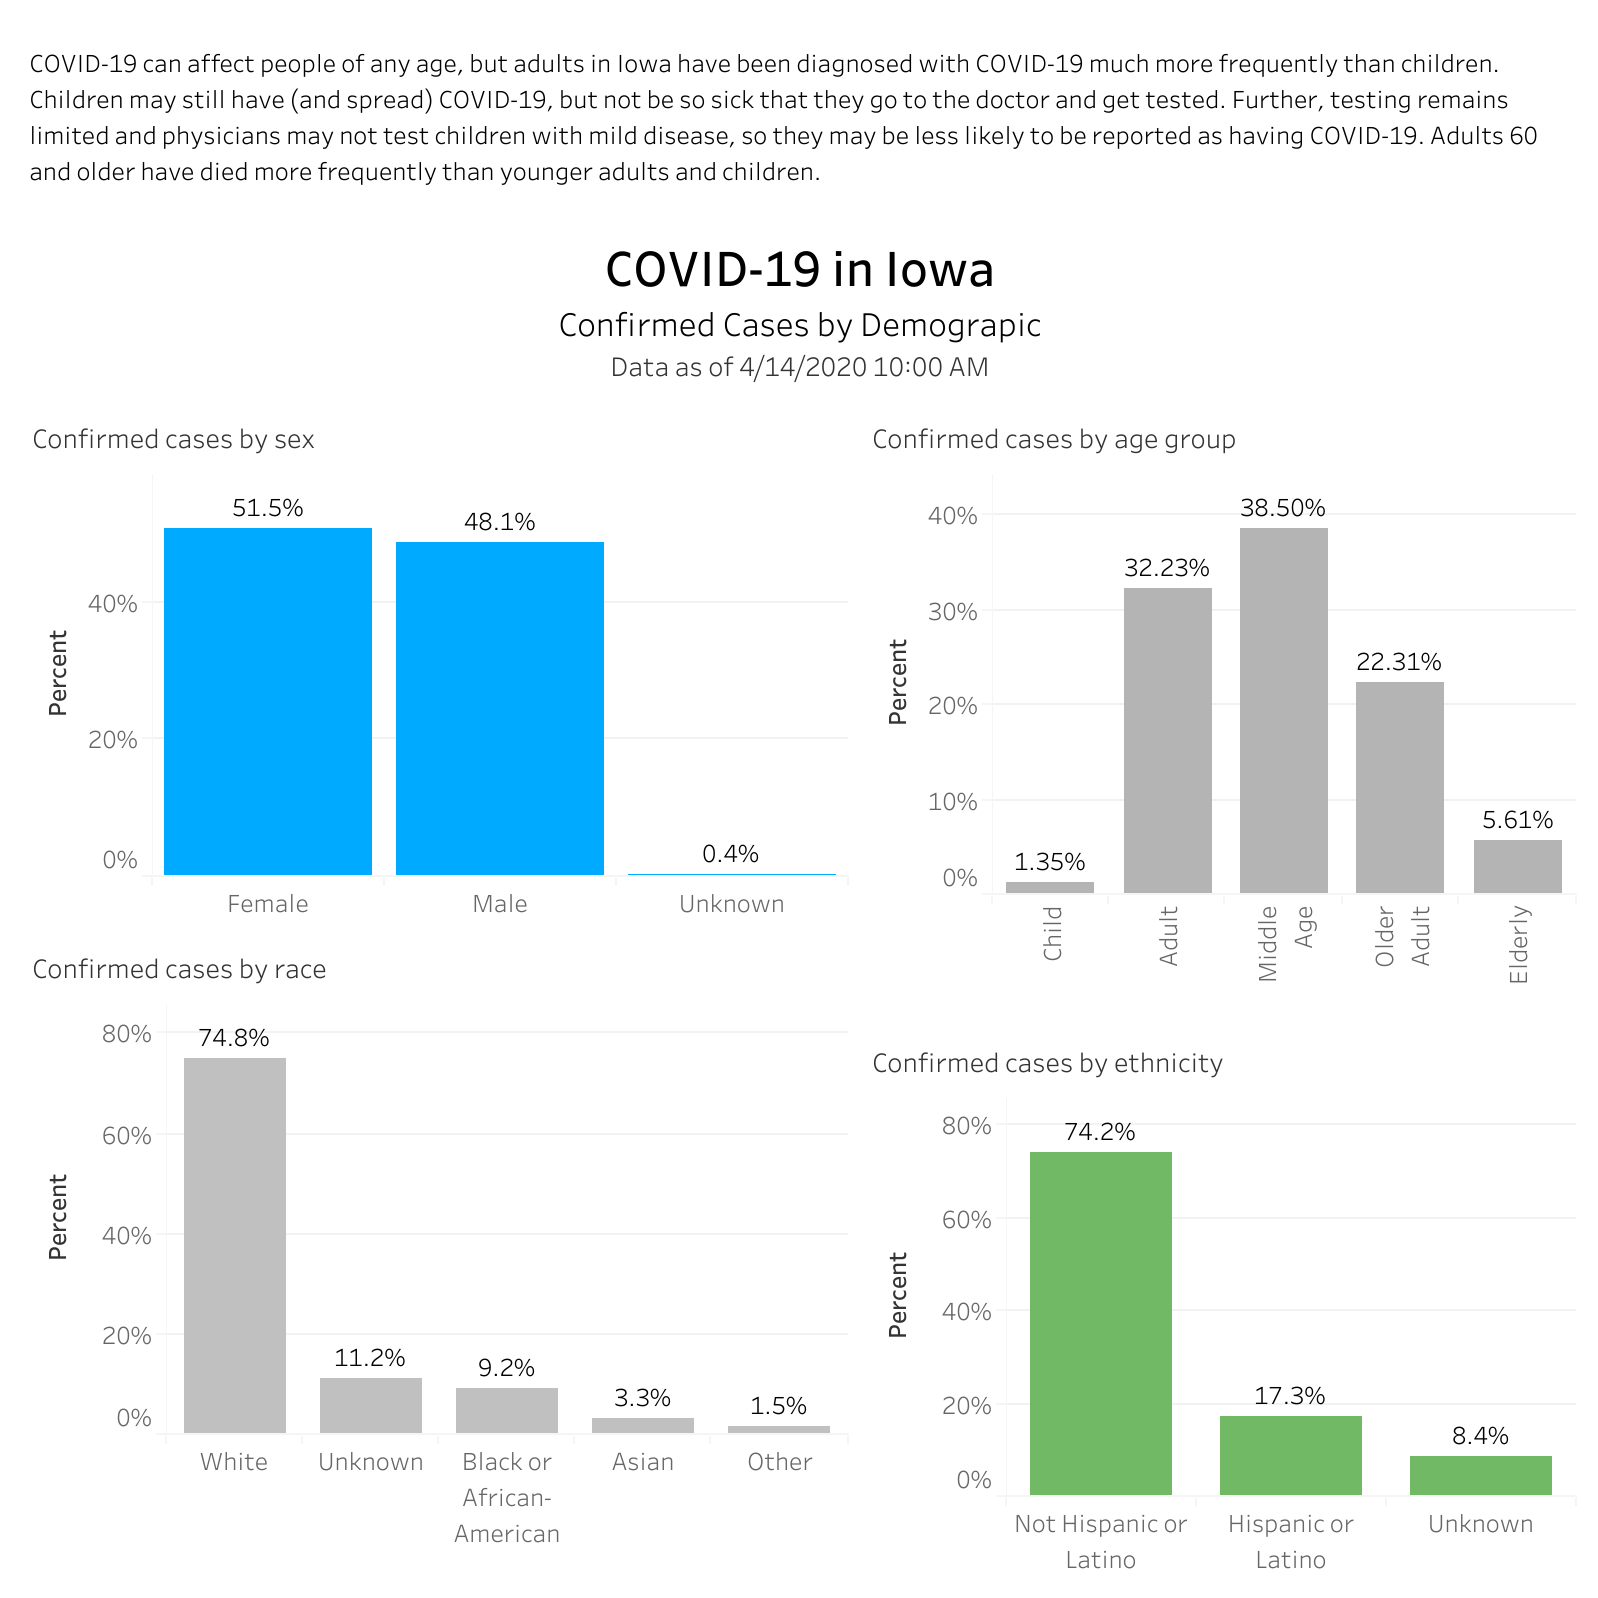 COVID-19 can affect people of any age, but adults in Iowa have been diagnosed with COVID-19 much more frequently than children.
Children may still have (and spread) COVID-19, but not be so sick that they go to the doctor and get tested. Further, testing remains
limited and physicians may not test children with mild disease, so they may be less likely to be reported as having COVID-19. Adults 60
and older have died more frequently than younger adults and children.
COVID-19 in Iowa
Confirmed Cases by Demograpic
Data as of 4/14/2020 10:00 AM
Confirmed cases by sex
Percent
40%
20%
0%
51.5%
48.1%
0.4%
Female
Male
Unknown
Confirmed cases by age group
Percent
40%
30%
20%
10%
0%
1.35%
32.23%
38.50%
22.31%
5.61%
Child
Adult
Middle
Age
Older
Adult
Elderly
Confirmed cases by race
Percent
80%
60%
40%
20%
0%
74.8%
11.2%
9.2%
3.3%
1.5%
White
Unknown
Black or
African-
American
Asian
Other
Confirmed cases by ethnicity
Percent
80%
60%
40%
20%
0%
74.2%
17.3%
8.4%
Not Hispanic or
Latino
Hispanic or
Latino
Unknown